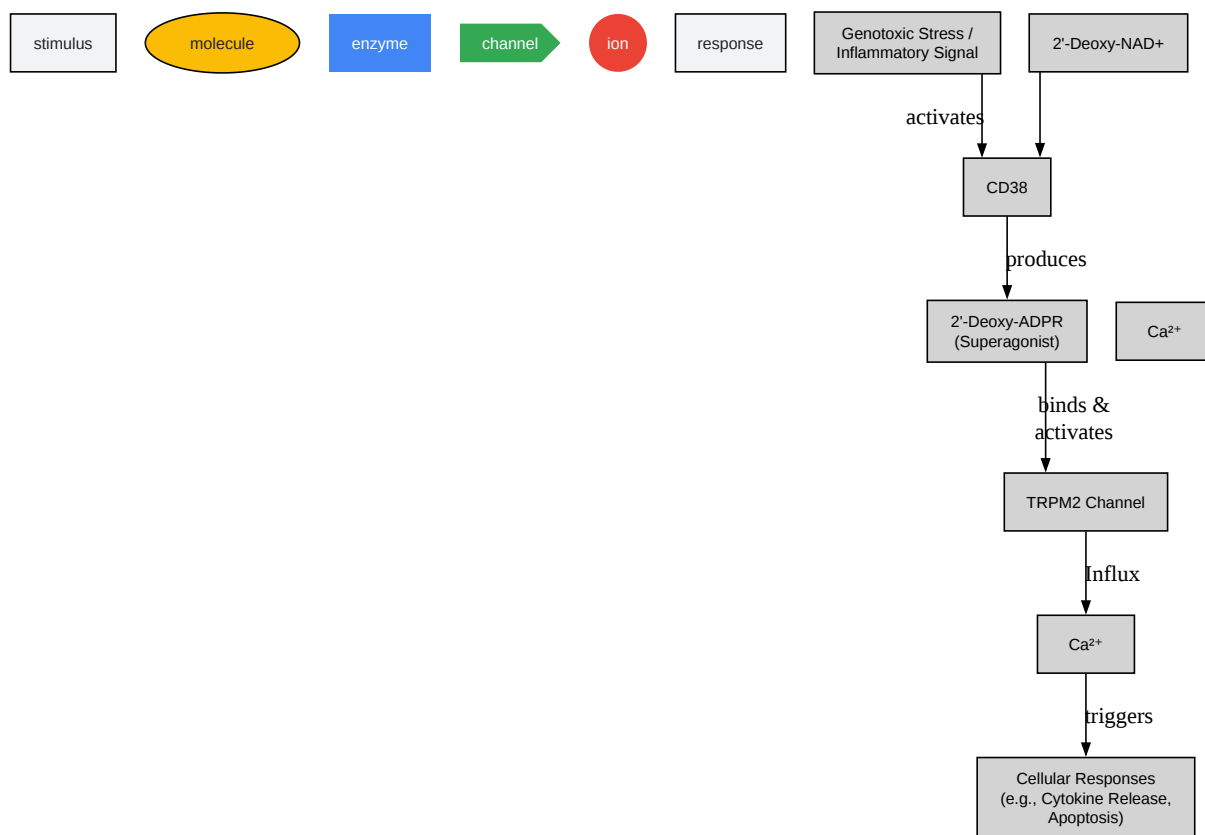 stimulus
molecule
enzyme
channel
ion
response
Genotoxic Stress /
Inflammatory Signal
2'-Deoxy-NAD+
activates
CD38
produces
2'-Deoxy-ADPR
(Superagonist)
Ca²⁺
binds &
activates
TRPM2 Channel
Influx
Ca²⁺
triggers
Cellular Responses
(e.g., Cytokine Release,
Apoptosis)